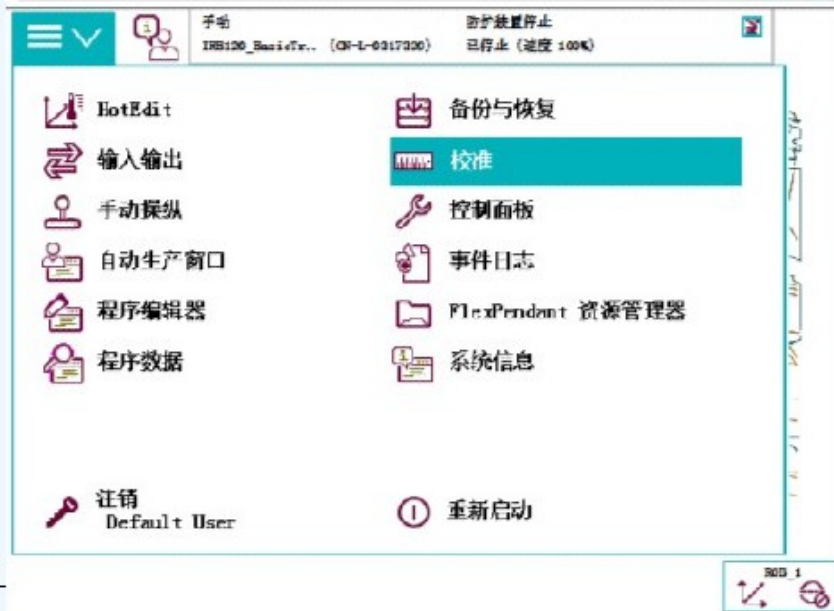 手动
防护装置停止
已停止 (速度 100%)
HotEdit
备份与恢复
输入输出
校准
手动操纵
控制面板
自动生产窗口
事件日志
程序编辑器
FlexPendant 资源管理器
程序数据
系统信息
注销
Default User
重新启动
ROB_1